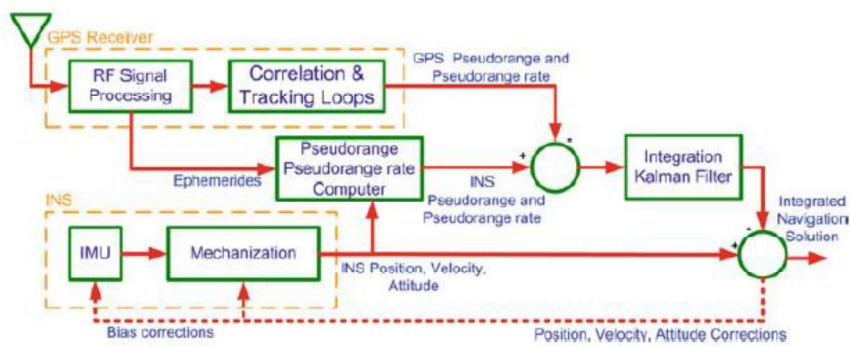 GPS Receiver
RF Signal
Processing
Correlation &
Tracking Loops
GPS Pseudorange and
Pseudorange rate
Ephemerides
Pseudorange
Pseudorange rate
Computer
+
-
INS
Pseudorange and
Pseudorange rate
Integration
Kalman Filter
INS
IMU
Mechanization
INS Position, Velocity,
Attitude
-
+
Integrated
Navigation
Solution
Bias corrections
Position, Velocity, Attitude Corrections